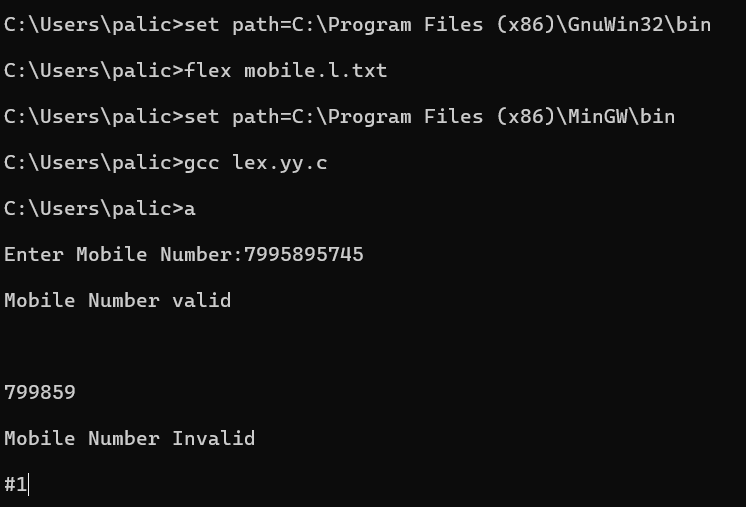 C:\Users\palic>set path=C:\Program Files (x86)\GnuWin32\bin
C:\Users\palic>flex mobile.l.txt
C:\Users\palic>set path=C:\Program Files (x86)\MinGW\bin
C:\Users\palic>gcc lex.yy.c
C:\Users\palic>a
Enter Mobile Number:7995895745
Mobile Number valid
799859
Mobile Number Invalid
#1